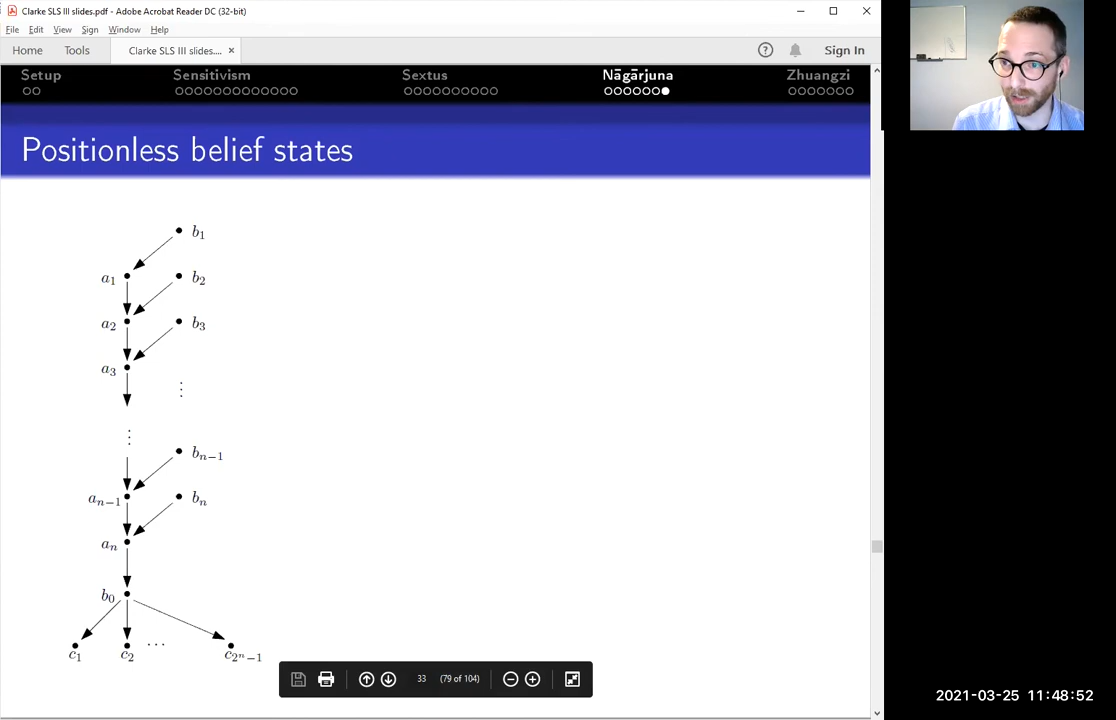 Clarke SLS III slides.pdf - Adobe Acrobat Reader DC (32-bit)
File Edit View Sign Window Help
Home Tools Clarke SLS III slides.... × Sign In
Setup Sensitivism Sextus Nāgārjuna Zhuangzi
Positionless belief states
b₁
a₁ b₂
a₂ b₃
a₃
⋮
⋮
bₙ₋₁
aₙ₋₁ bₙ
aₙ
b₀
c₁ c₂ ⋯ c₂ⁿ₋₁
33 (79 of 104)
2021-03-25 11:48:52